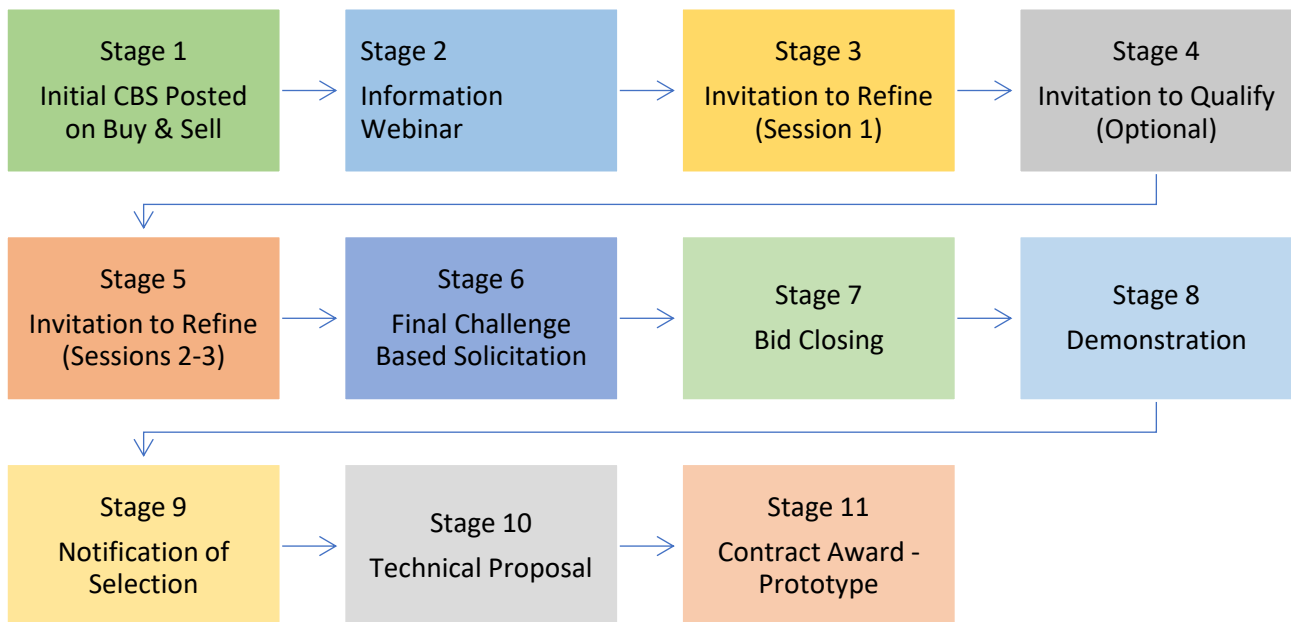 Stage 1
Initial CBS Posted
on Buy & Sell
Stage 2
Information
Webinar
Stage 3
Invitation to Refine
(Session 1)
Stage 4
Invitation to Qualify
(Optional)
Stage 5
Invitation to Refine
(Sessions 2-3)
Stage 6
Final Challenge
Based Solicitation
Stage 7
Bid Closing
Stage 8
Demonstration
Stage 9
Notification of
Selection
Stage 10
Technical Proposal
Stage 11
Contract Award -
Prototype